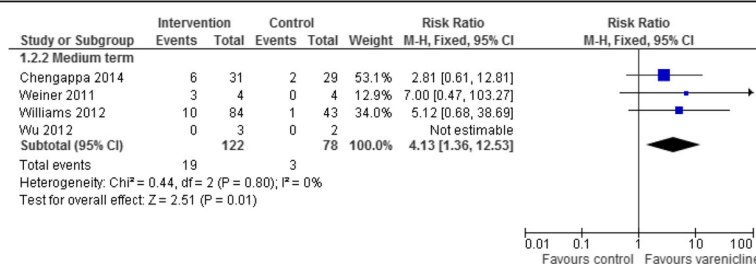 Intervention Control Risk Ratio Risk Ratio
Study or Subgroup Events Total Events Total Weight M-H, Fixed, 95% CI M-H, Fixed, 95% CI
1.2.2 Medium term
Chengappa 2014 6 31 2 29 53.1% 2.81 [0.61, 12.81]
Weiner 2011 3 4 0 4 12.9% 7.00 [0.47, 103.27]
Williams 2012 10 84 1 43 34.0% 5.12 [0.68, 38.69]
Wu 2012 0 3 0 2 Not estimable
Subtotal (95% CI) 122 78 100.0% 4.13 [1.36, 12.53]
Total events 19 3
Heterogeneity: Chi² = 0.44, df = 2 (P = 0.80); I² = 0%
Test for overall effect: Z = 2.51 (P = 0.01)
0.01 0.1 1 10 100
Favours control Favours varenicline